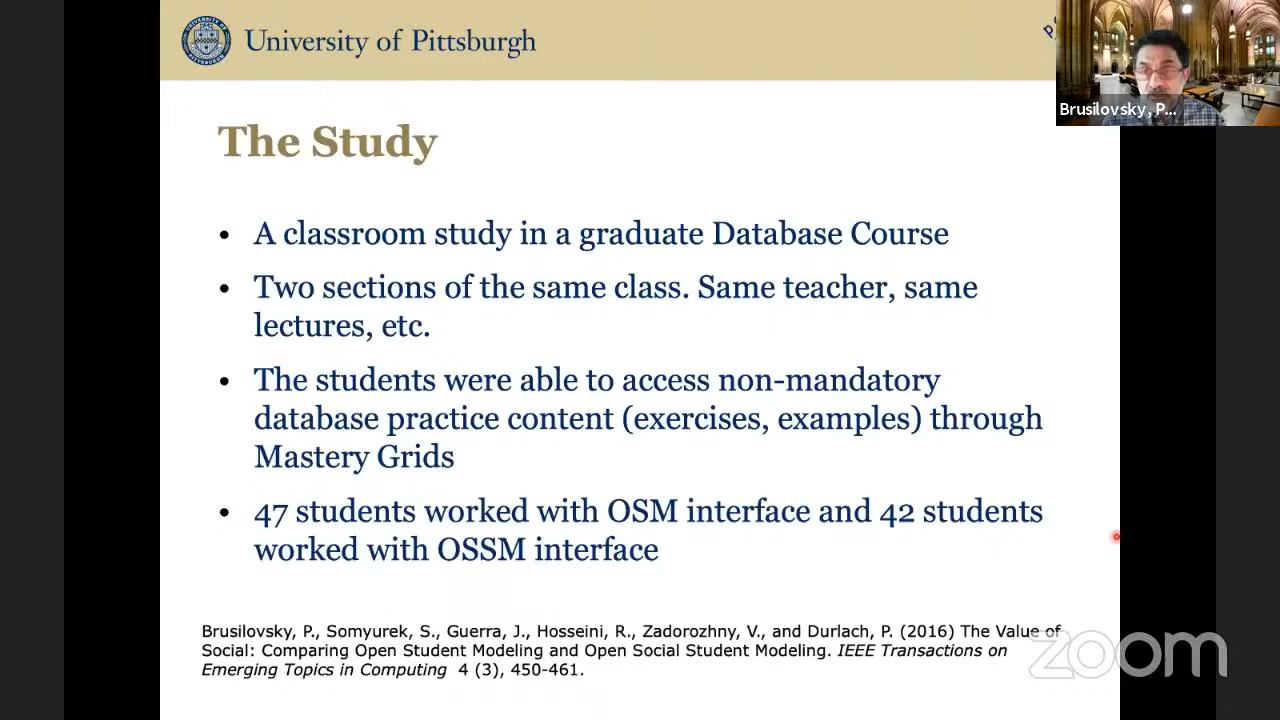 University of Pittsburgh
Brusilovsky, P...
The Study
• A classroom study in a graduate Database Course
• Two sections of the same class. Same teacher, same
lectures, etc.
• The students were able to access non-mandatory
database practice content (exercises, examples) through
Mastery Grids
• 47 students worked with OSM interface and 42 students
worked with OSSM interface
Brusilovsky, P., Somyurek, S., Guerra, J., Hosseini, R., Zadorozhny, V., and Durlach, P. (2016) The Value of
Social: Comparing Open Student Modeling and Open Social Student Modeling. IEEE Transactions on
Emerging Topics in Computing 4 (3), 450-461.
zoom